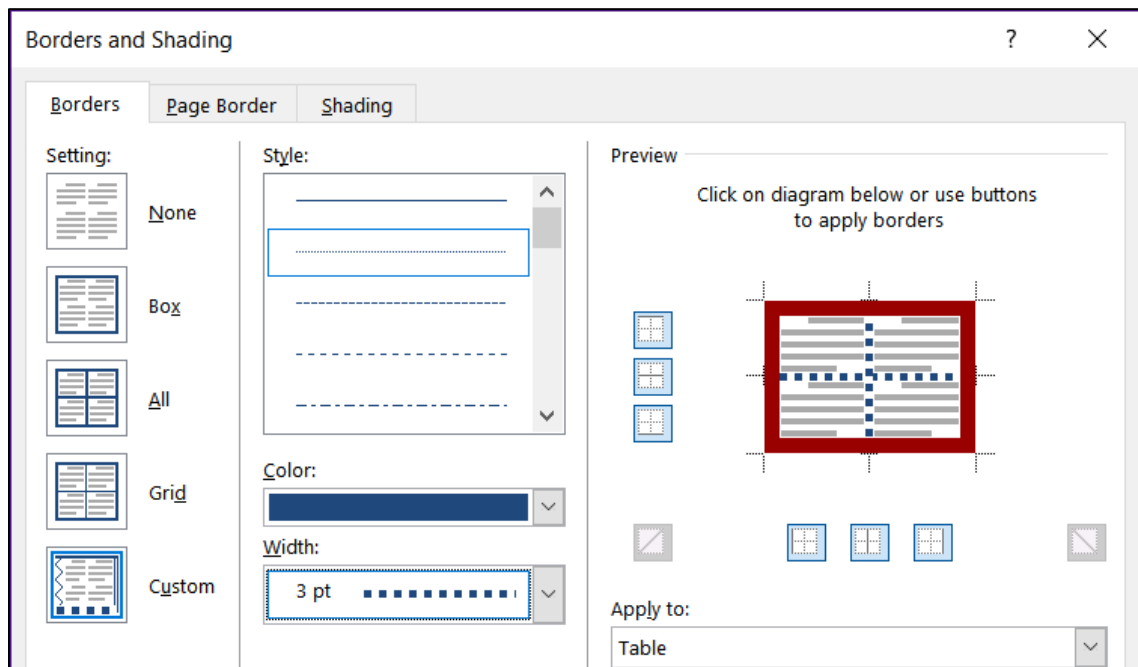 Borders and Shading
?
Borders
Page Border
Shading
Setting:
None
Box
All
Grid
Custom
Style:
Color:
Width:
3 pt
Preview
Click on diagram below or use buttons
to apply borders
Apply to:
Table